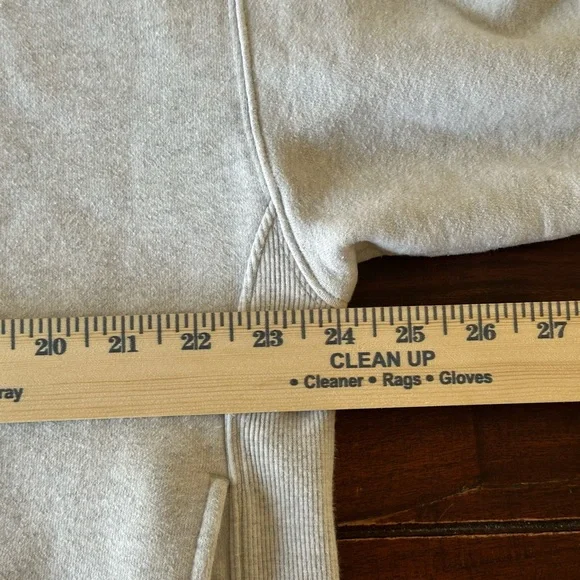 20 21 22 23 24 25 26 27
CLEAN UP
• Cleaner • Rags • Gloves
ray